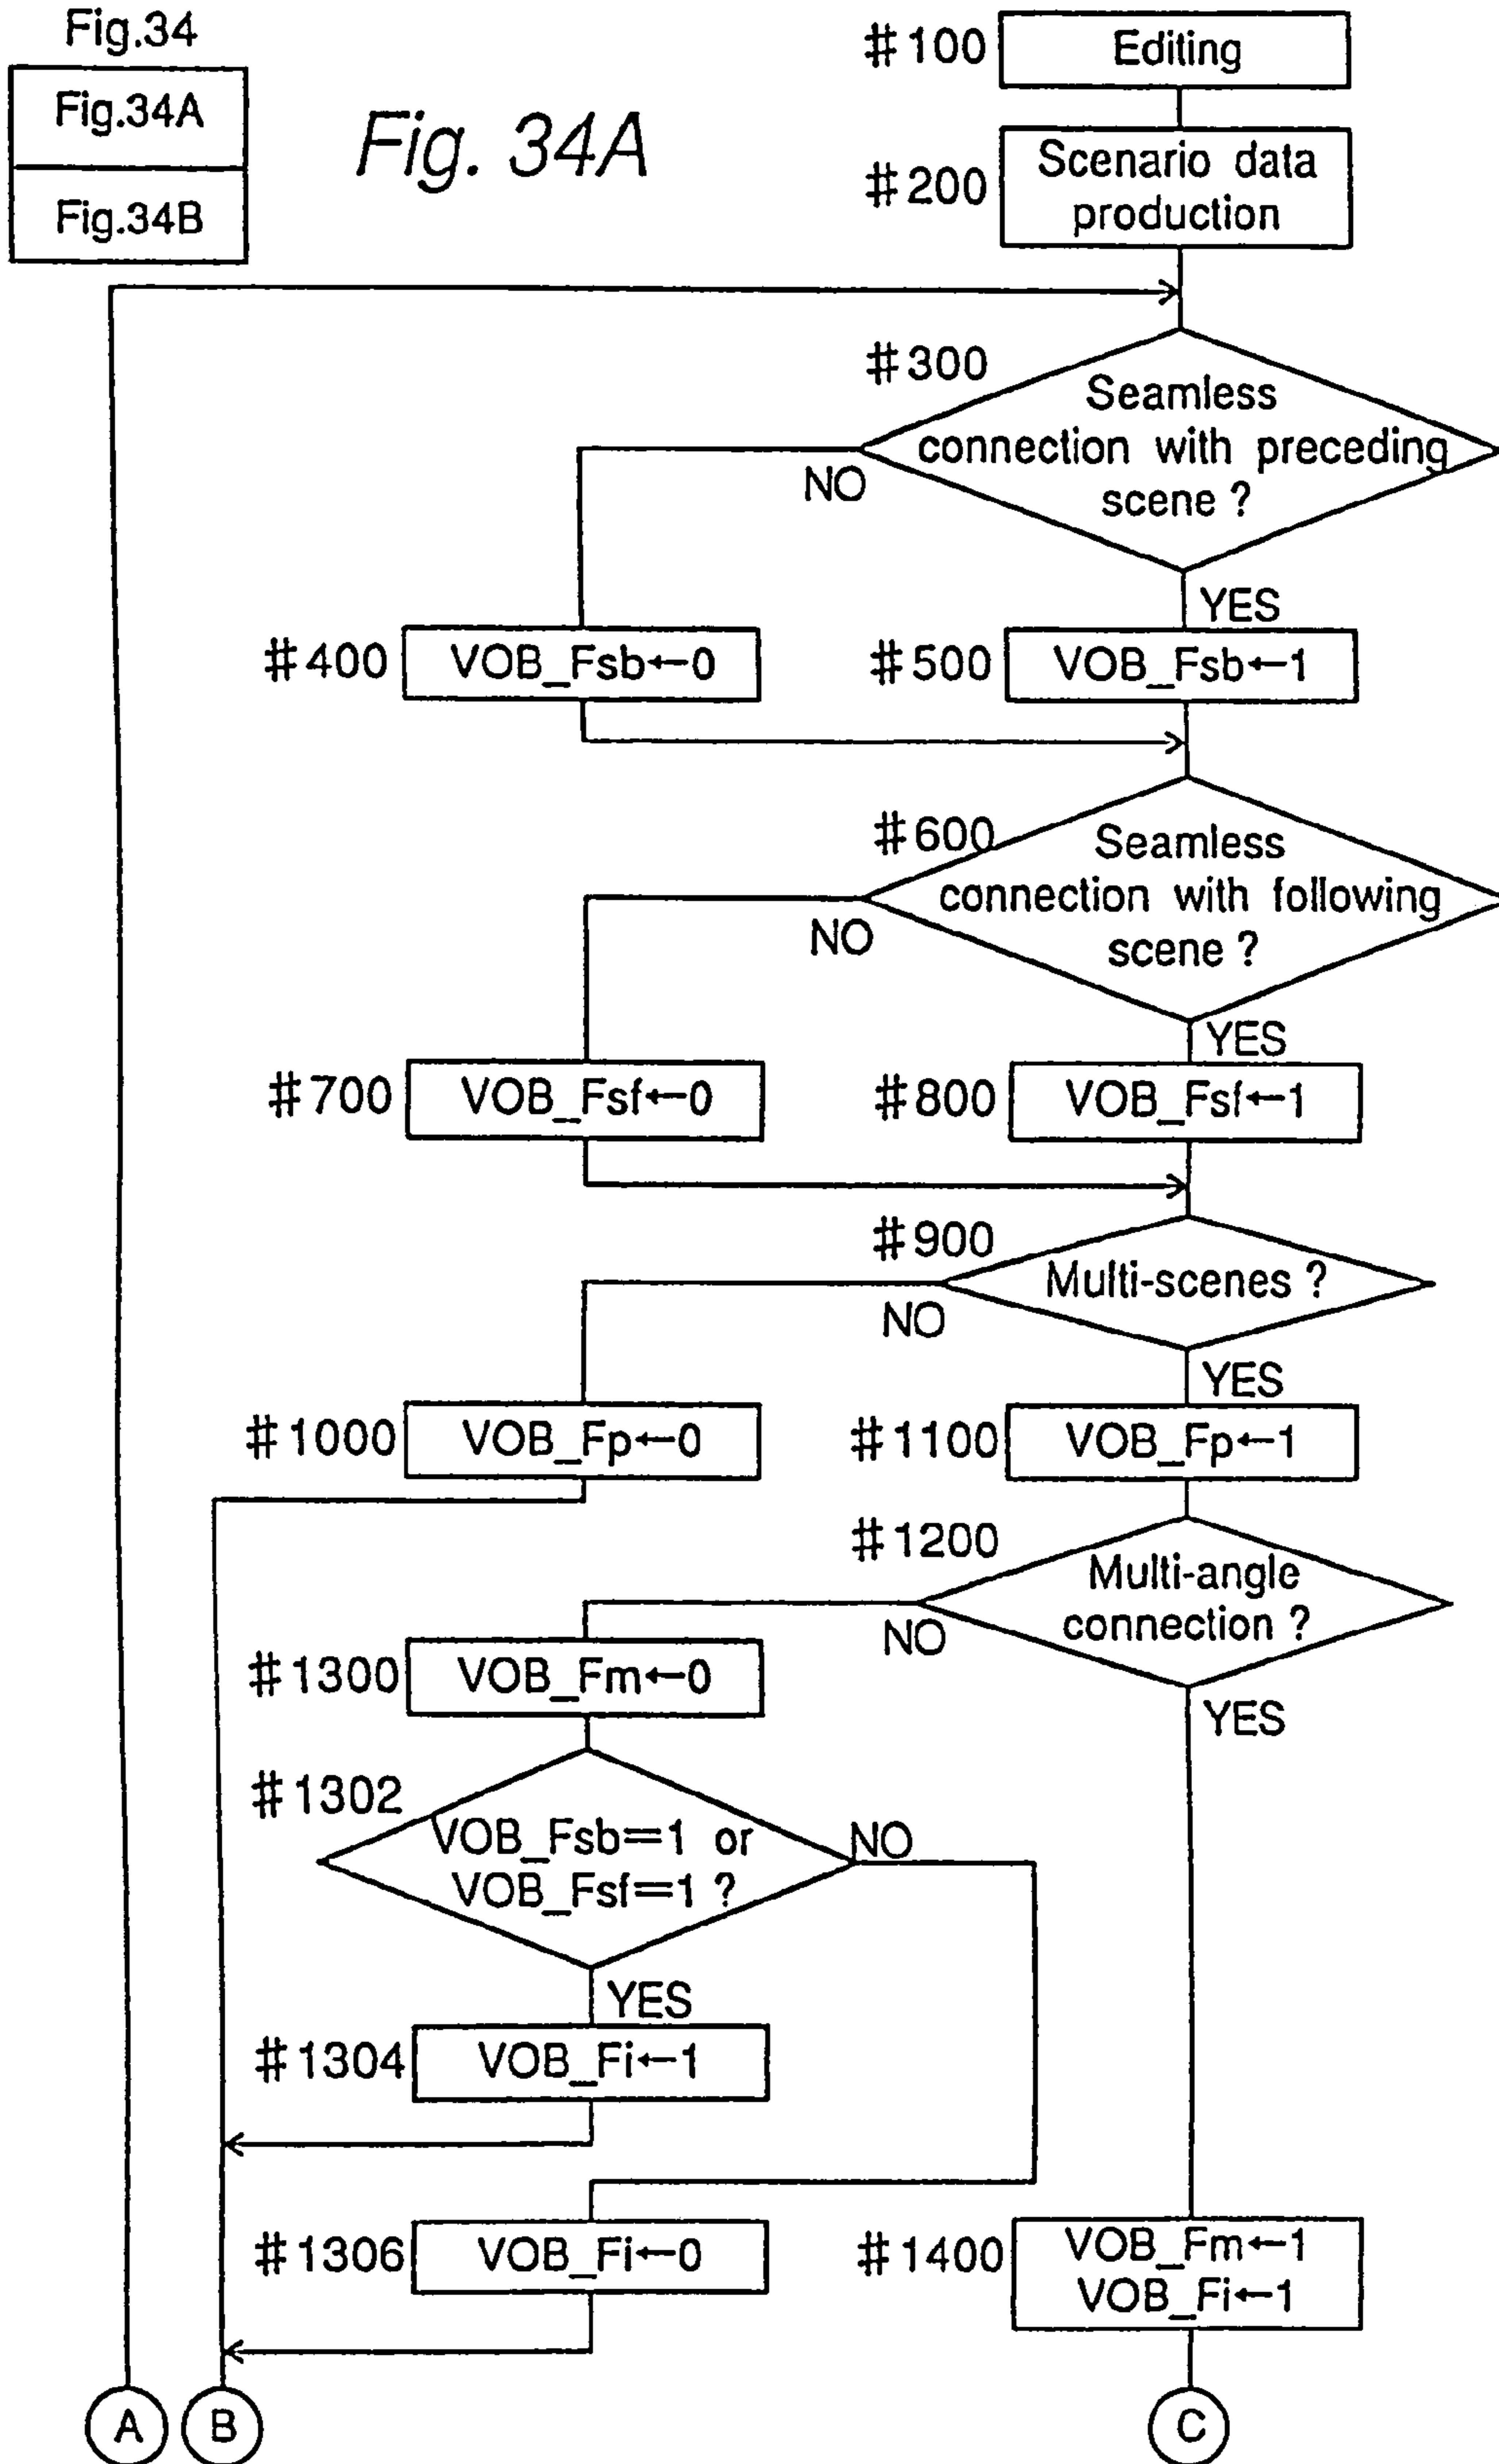 Fig.34
Fig.34A
Fig.34B
Fig. 34A
#100
Editing
#200
Scenario data
production
#300
Seamless
connection with preceding
scene ?
NO
YES
#400
VOB_Fsb←0
#500
VOB_Fsb←1
#600
Seamless
connection with following
scene ?
NO
YES
#700
VOB_Fsf←0
#800
VOB_Fsf←1
#900
Multi-scenes ?
NO
YES
#1000
VOB_Fp←0
#1100
VOB_Fp←1
#1200
Multi-angle
connection ?
NO
YES
#1300
VOB_Fm←0
#1302
VOB_Fsb=1 or
VOB_Fsf=1 ?
NO
YES
#1304
VOB_Fi←1
#1306
VOB_Fi←0
#1400
VOB_Fm←1
VOB_Fi←1
A
B
C